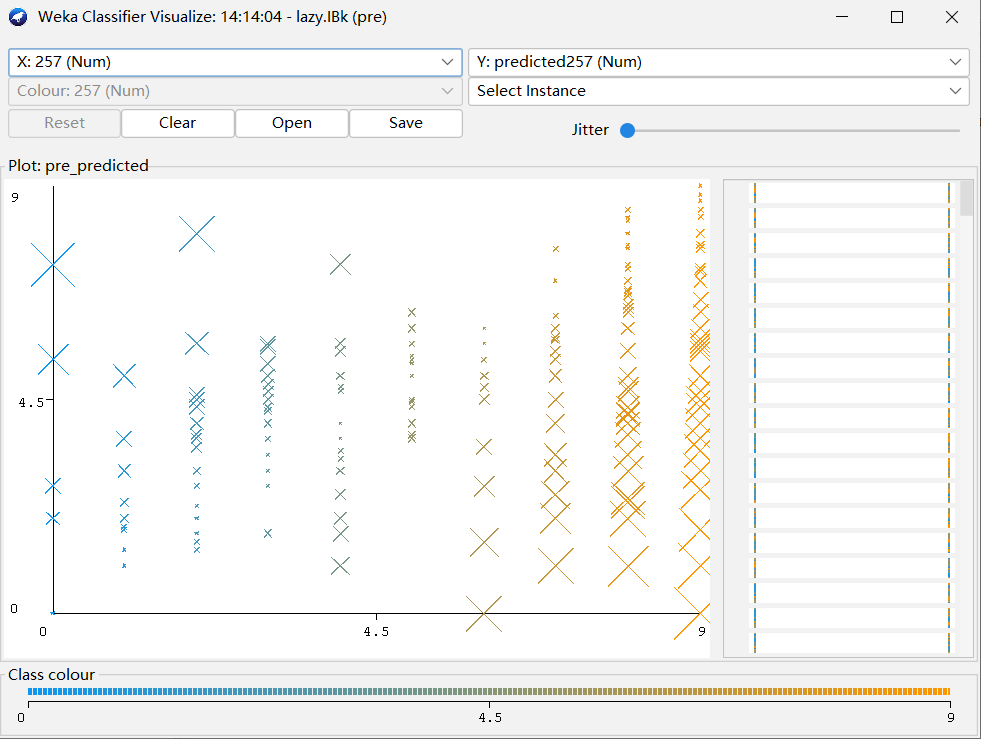 Weka Classifier Visualize: 14:14:04 - lazy.IBk (pre)
X: 257 (Num)
Y: predicted257 (Num)
Colour: 257 (Num)
Select Instance
Reset
Clear
Open
Save
Jitter
Plot: pre_predicted
9
4.5
0
0
4.5
9
Class colour
0
4.5
9